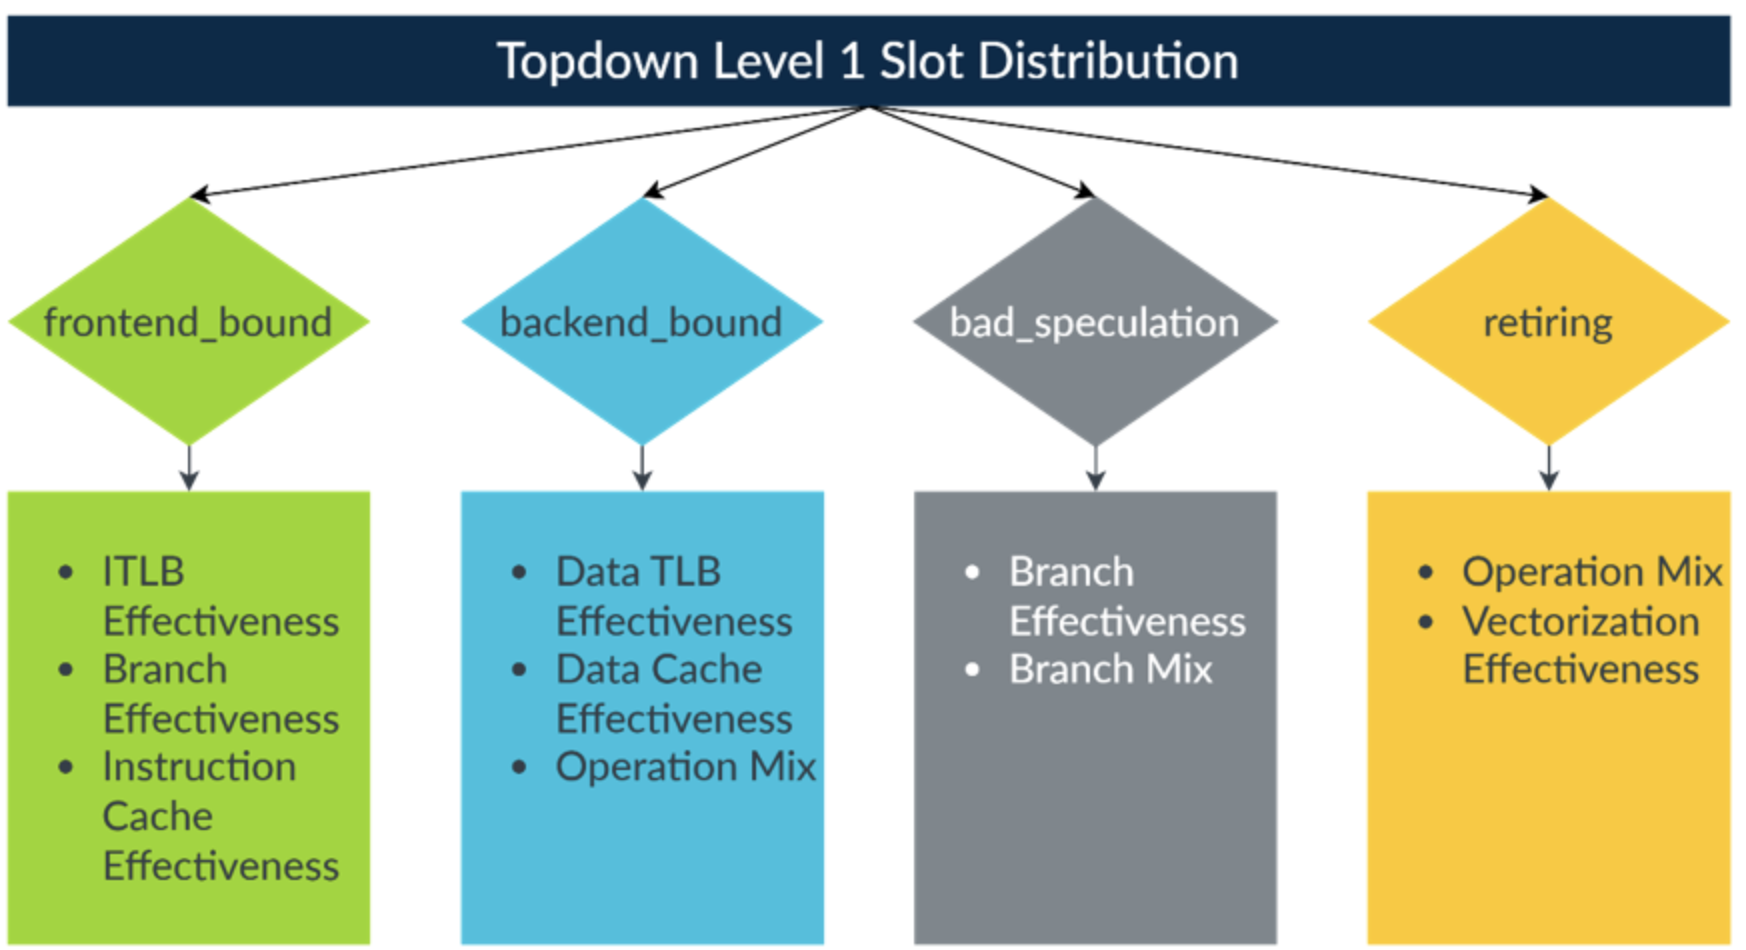 Topdown Level 1 Slot Distribution
frontend_bound
backend_bound
bad_speculation
retiring
• ITLB
Effectiveness
• Branch
Effectiveness
• Instruction
Cache
Effectiveness
• Data TLB
Effectiveness
• Data Cache
Effectiveness
• Operation Mix
• Branch
Effectiveness
• Branch Mix
• Operation Mix
• Vectorization
Effectiveness